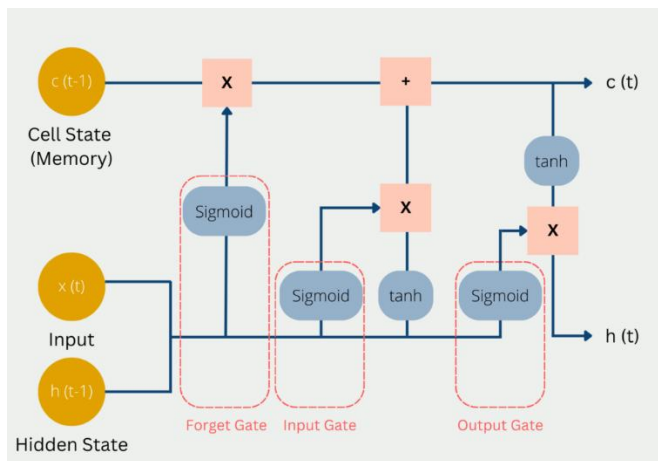 c (t-1)
X
+
c (t)
Cell State
(Memory)
tanh
Sigmoid
X
X
x (t)
Sigmoid
tanh
Sigmoid
Input
h (t)
h (t-1)
Forget Gate
Input Gate
Output Gate
Hidden State